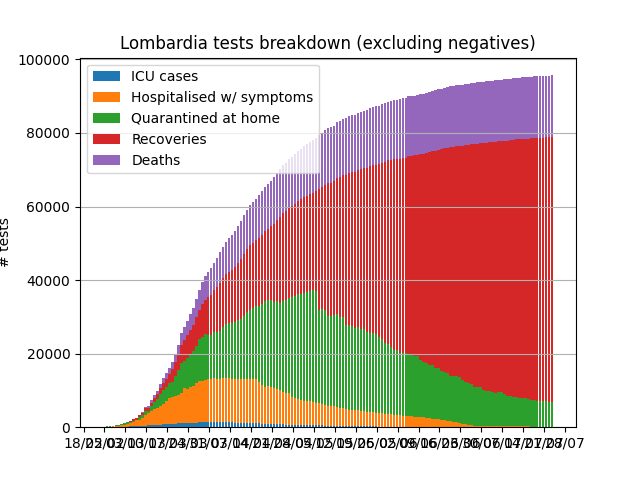 Lombardia tests breakdown (excluding negatives)
100000
80000
60000
40000
20000
0
# tests
ICU cases
Hospitalised w/ symptoms
Quarantined at home
Recoveries
Deaths